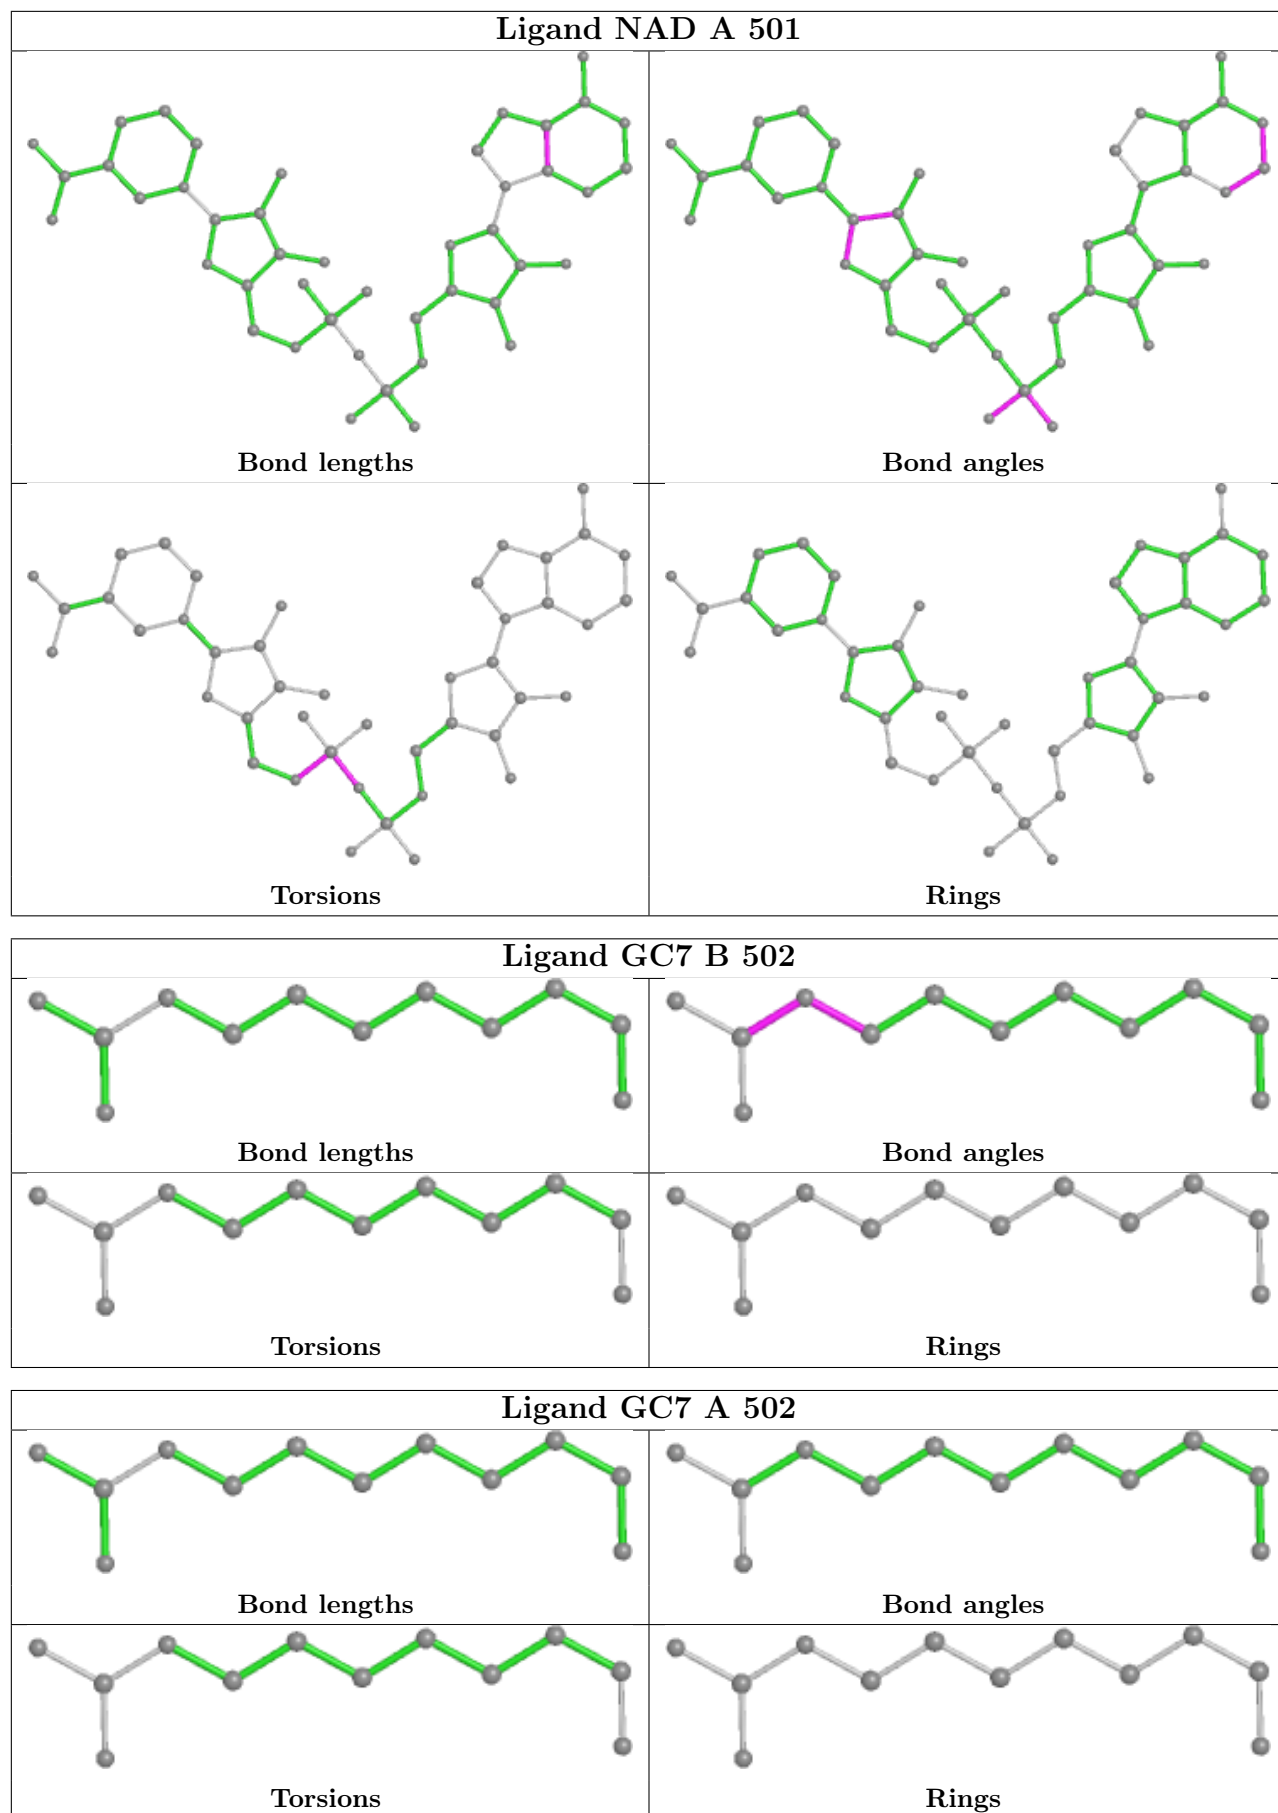 Ligand NAD A 501
Bond lengths
Bond angles
Torsions
Rings
Ligand GC7 B 502
Bond lengths
Bond angles
Torsions
Rings
Ligand GC7 A 502
Bond lengths
Bond angles
Torsions
Rings